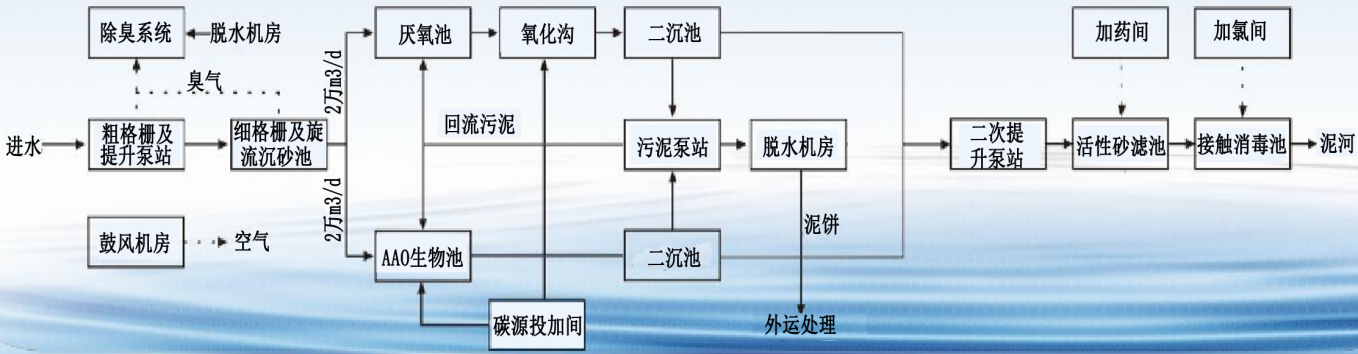 除臭系统
脱水机房
臭气
进水
粗格栅及
提升泵站
细格栅及旋
流沉砂池
鼓风机房
空气
2万m3/d
2万m3/d
厌氧池
氧化沟
二沉池
回流污泥
污泥泵站
脱水机房
AAO生物池
二沉池
泥饼
碳源投加间
外运处理
加药间
加氯间
二次提
升泵站
活性砂滤池
接触消毒池
泥河